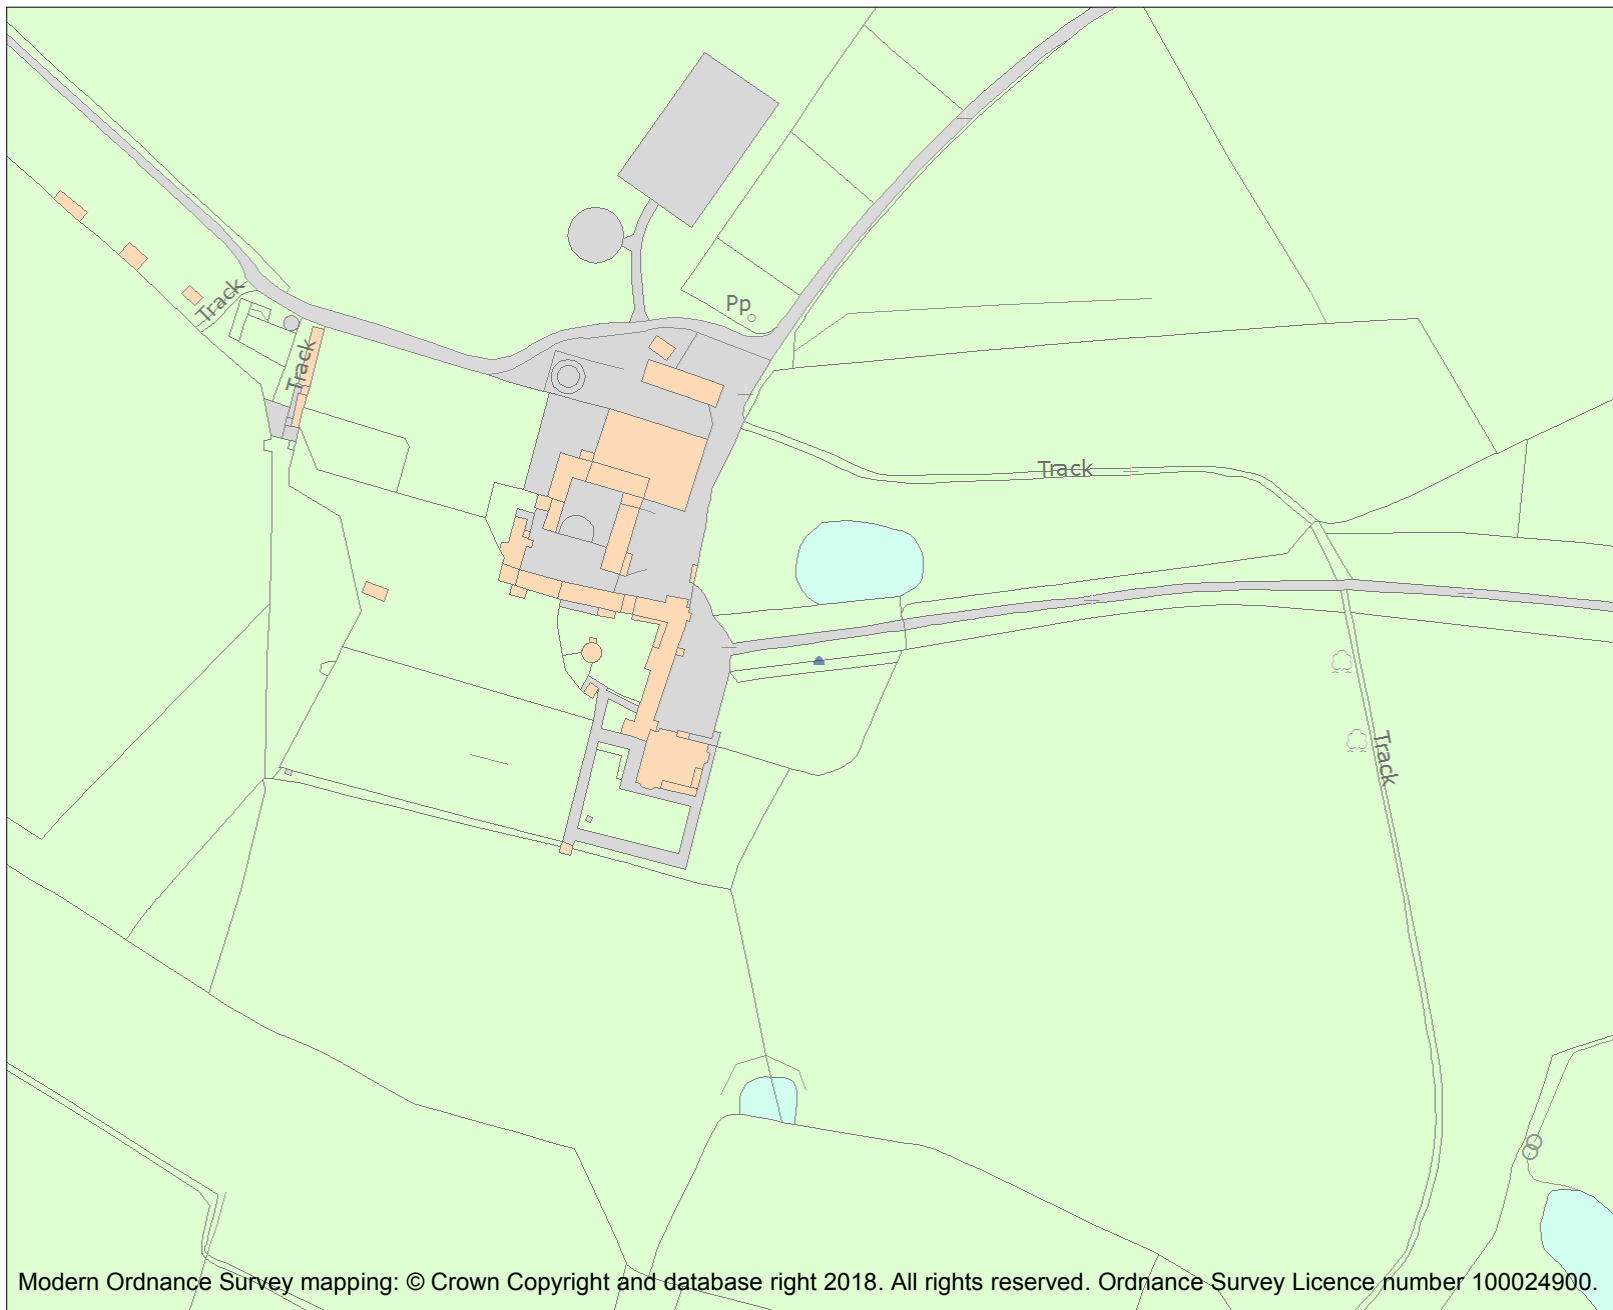 Track
Pp
Track
Track
Track
Modern Ordnance Survey mapping: © Crown Copyright and database right 2018. All rights reserved. Ordnance Survey Licence number 100024900.